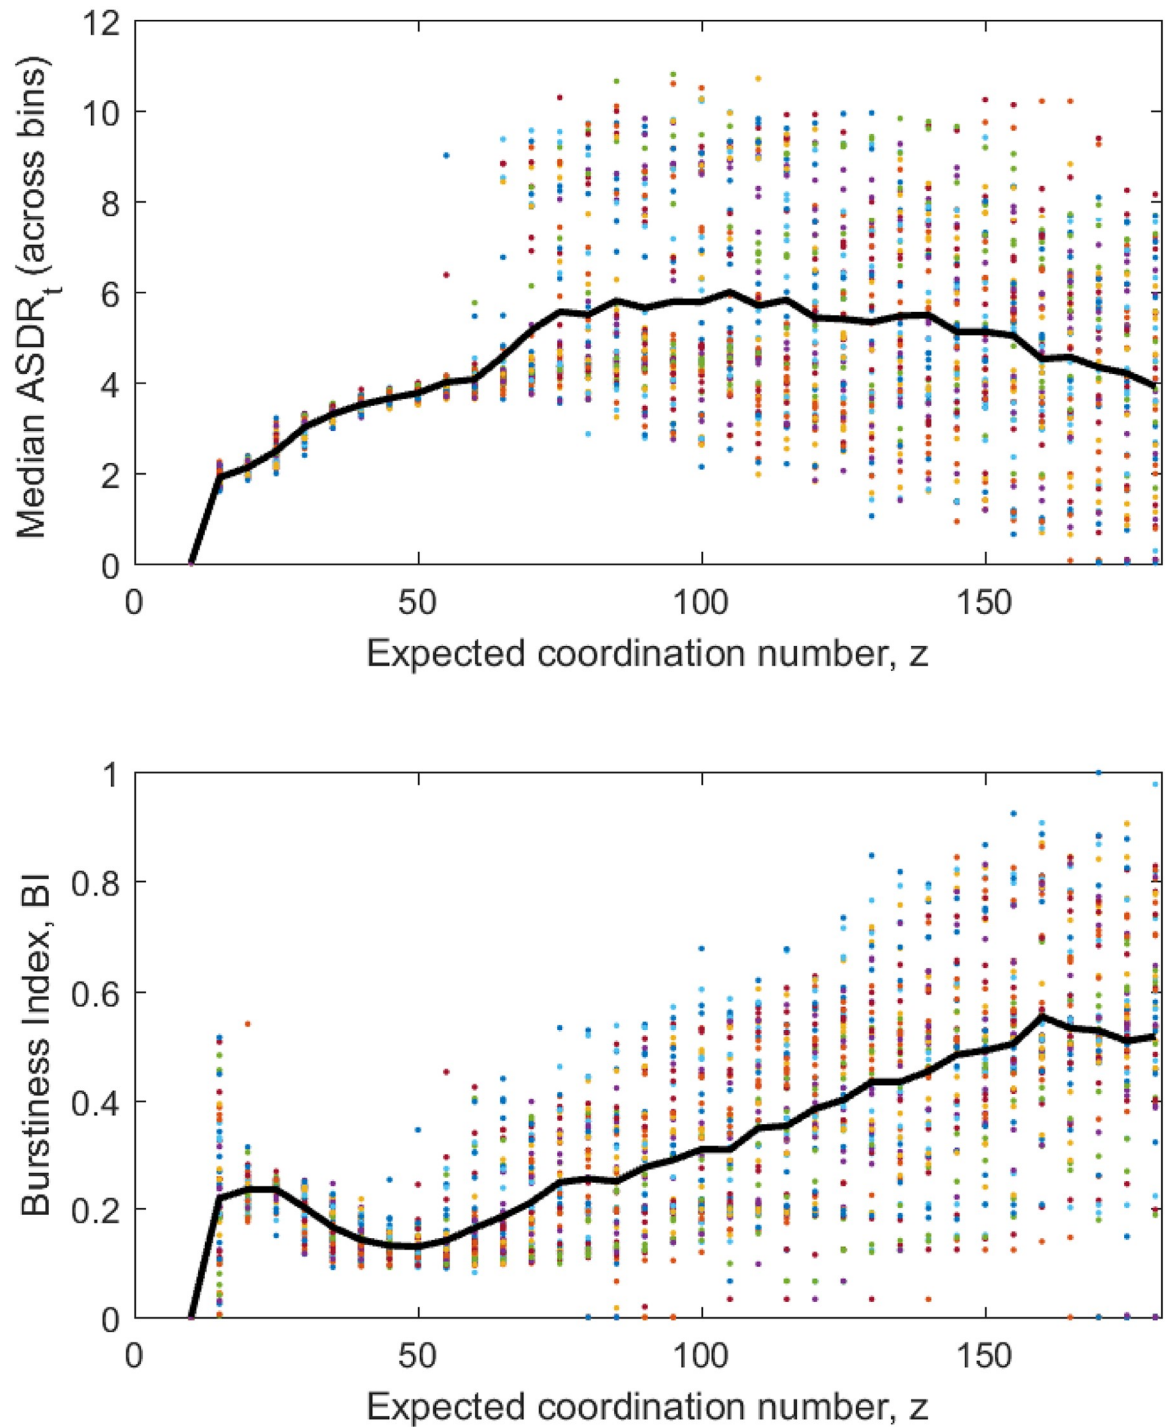 Median ASDR_t (across bins)
12
10
8
6
4
2
0
0 50 100 150
Expected coordination number, z
Burstiness Index, BI
1
0.8
0.6
0.4
0.2
0
0 50 100 150
Expected coordination number, z